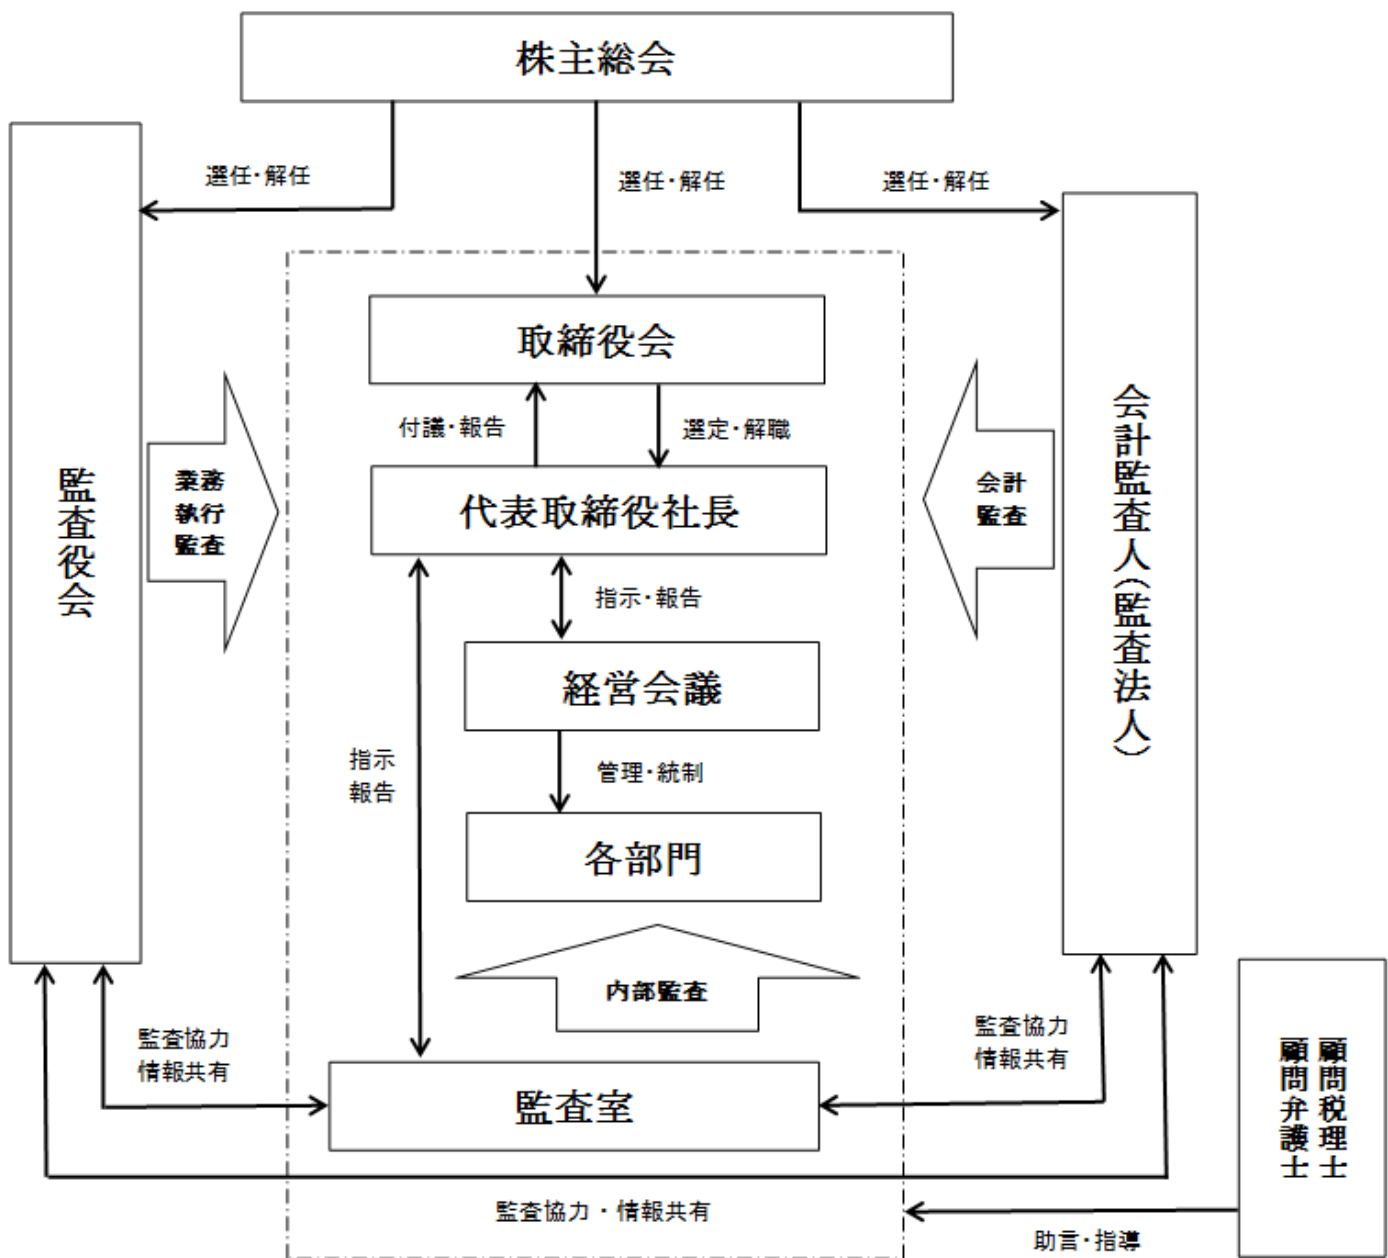 株主総会
選任・解任
選任・解任
選任・解任
取締役会
付議・報告
選定・解職
代表取締役社長
監査役会
業務
執行
監査
会計
監査
会計監査人(監査法人)
指示・報告
経営会議
指示
報告
管理・統制
各部門
内部監査
監査協力
情報共有
監査協力
情報共有
監査室
顧問税理士
顧問弁護士
監査協力・情報共有
助言・指導